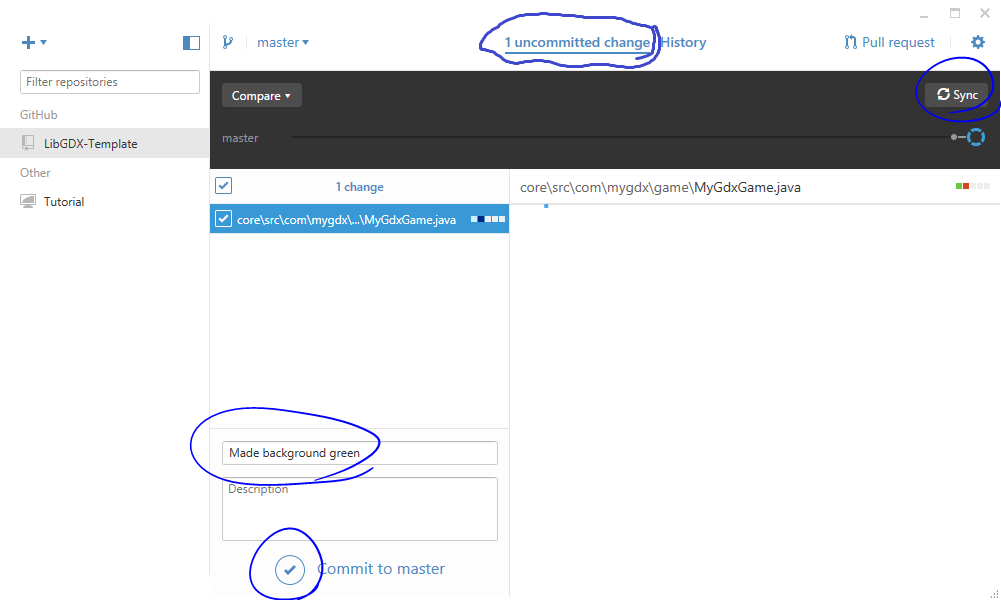 master 1 uncommitted change History Pull request
Filter repositories
GitHub
LibGDX-Template
Other
Tutorial
Compare
Sync
master
1 change
core\src\com\mygdx\...\MyGdxGame.java
core\src\com\mygdx\game\MyGdxGame.java
Made background green
Description
Commit to master